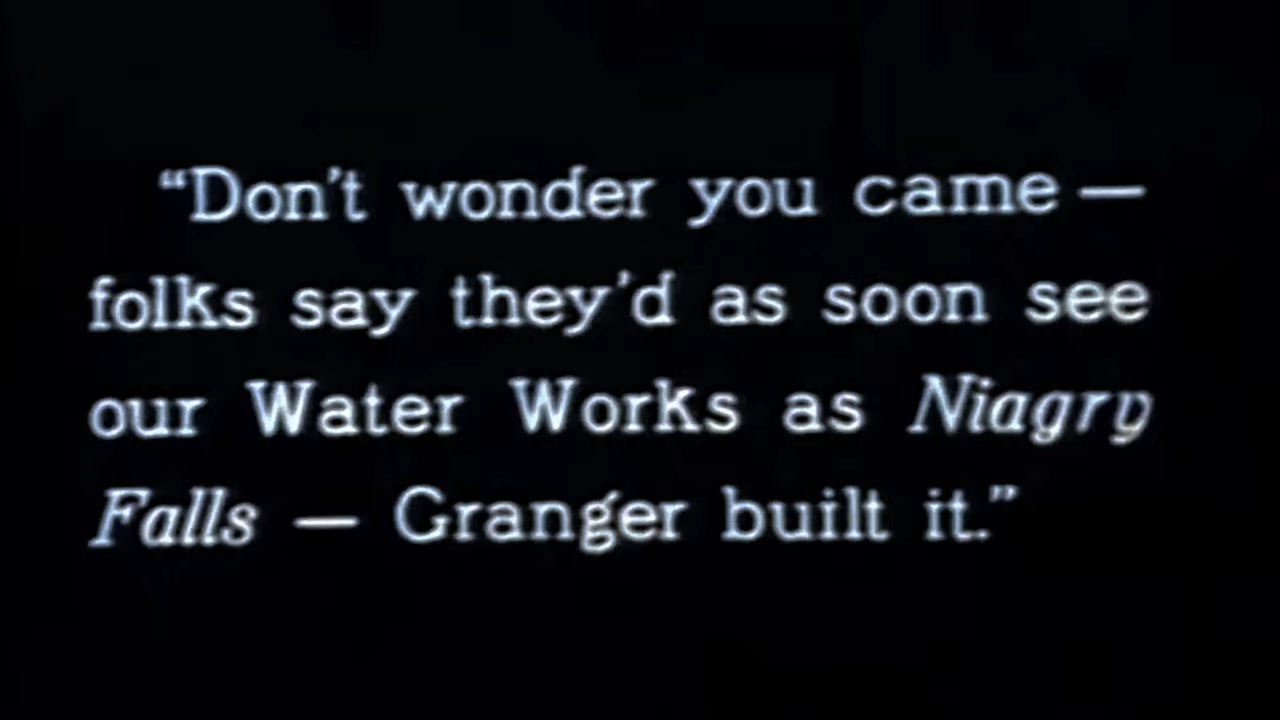 “Don't wonder you came —
folks say they'd as soon see
our Water Works as Niagry
Falls — Granger built it.”